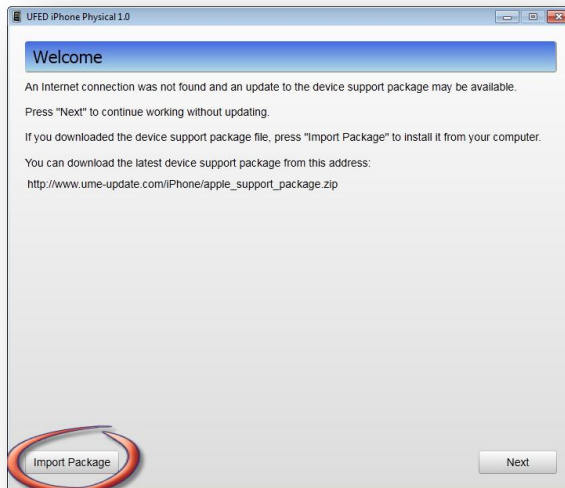 UFED iPhone Physical 1.0
Welcome
An Internet connection was not found and an update to the device support package may be available.
Press "Next" to continue working without updating.
If you downloaded the device support package file, press "Import Package" to install it from your computer.
You can download the latest device support package from this address:
http://www.ume-update.com/iPhone/apple_support_package.zip
Import Package
Next